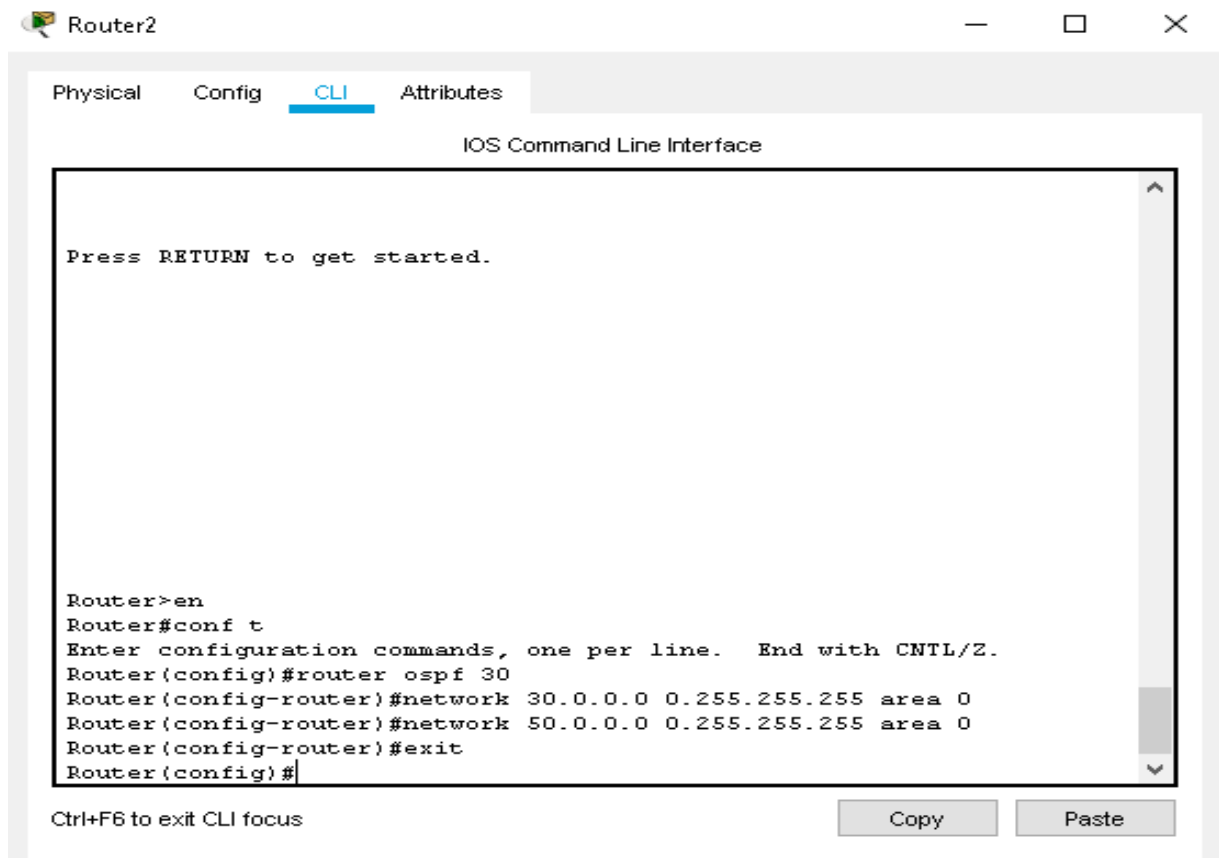 Router2
Physical Config CLI Attributes
IOS Command Line Interface
Press RETURN to get started.
Router>en
Router#conf t
Enter configuration commands, one per line.  End with CNTL/Z.
Router(config)#router ospf 30
Router(config-router)#network 30.0.0.0 0.255.255.255 area 0
Router(config-router)#network 50.0.0.0 0.255.255.255 area 0
Router(config-router)#exit
Router(config)#
Ctrl+F6 to exit CLI focus
Copy Paste